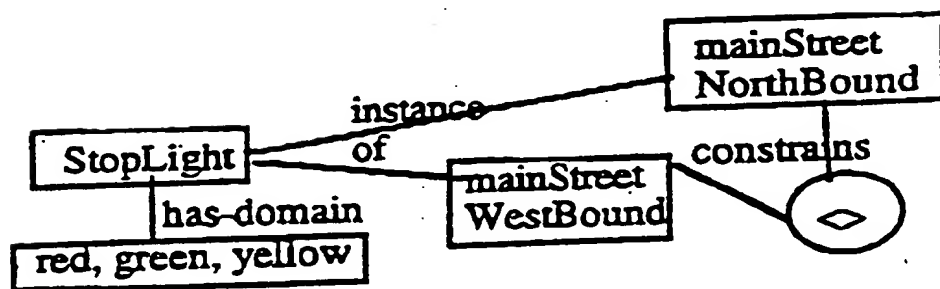 mainStreet
NorthBound
instance
of
StopLight
constrains
mainStreet
WestBound
<>
has-domain
red, green, yellow